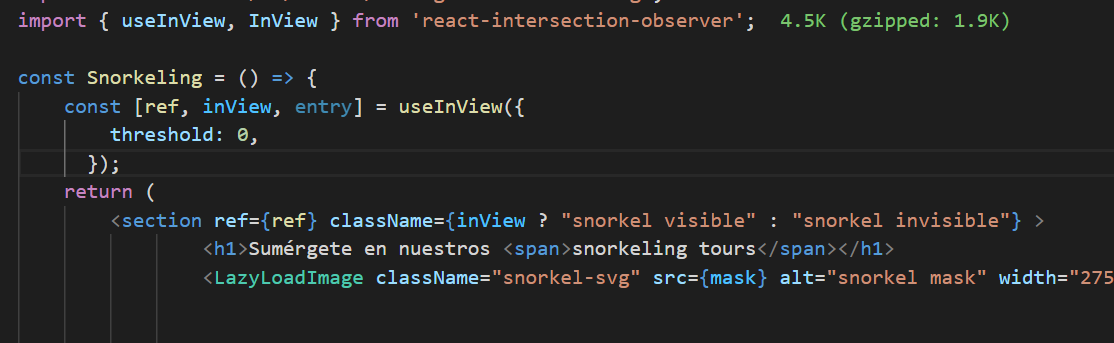 import { useInView, InView } from 'react-intersection-observer'; 4.5K (gzipped: 1.9K)
const Snorkeling = () => {
const [ref, inView, entry] = useInView({
threshold: 0,
});
return (
<section ref={ref} className={inView ? "snorkel visible" : "snorkel invisible"} >
<h1>Sumérgete en nuestros <span>snorkeling tours</span></h1>
<LazyLoadImage className="snorkel-svg" src={mask} alt="snorkel mask" width="275